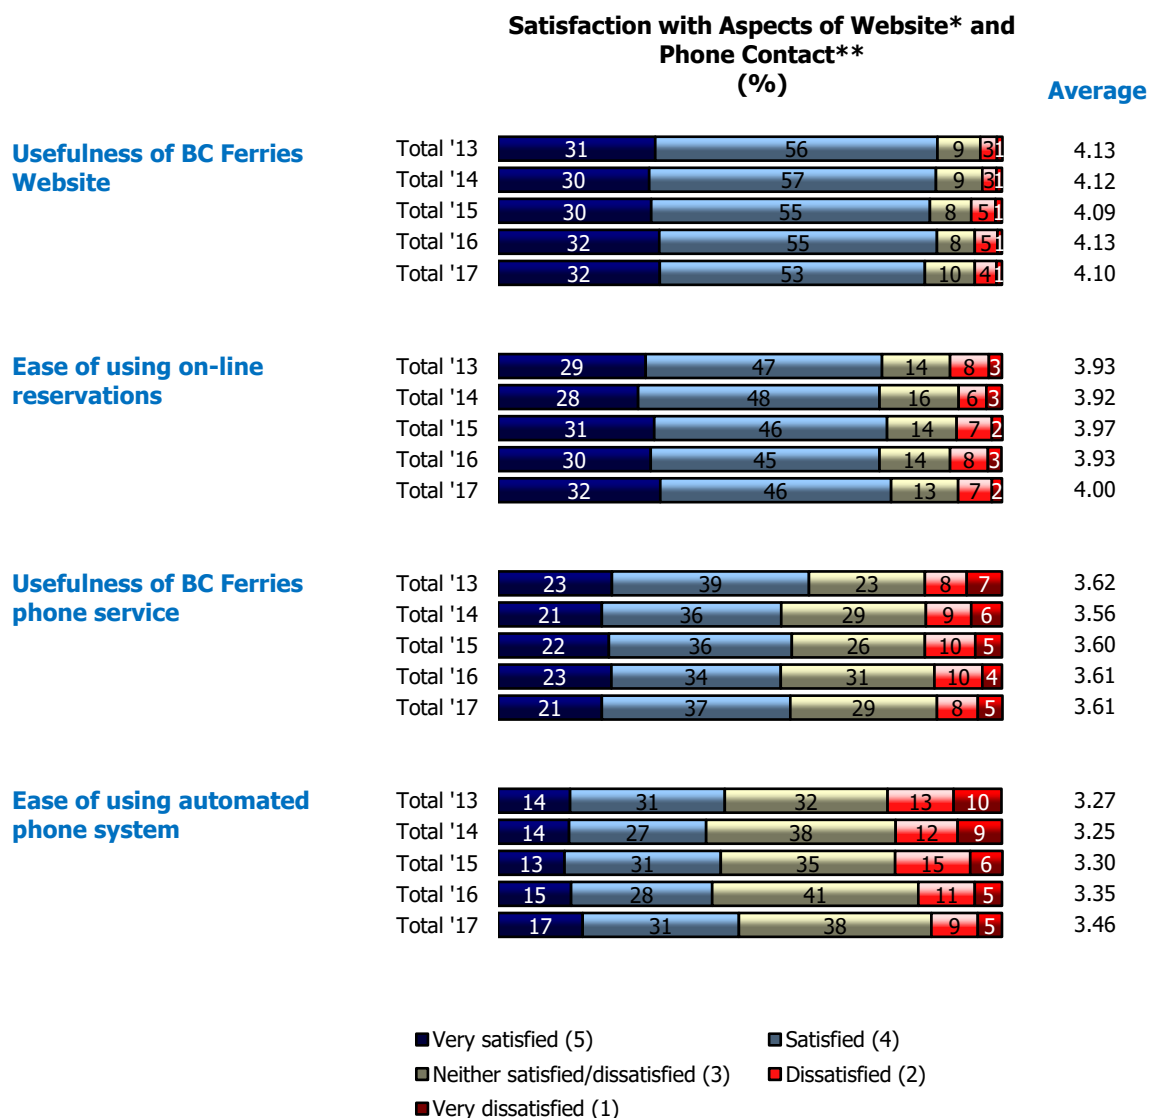 Satisfaction with Aspects of Website* and
Phone Contact**
(%)
Average
Usefulness of BC Ferries
Website
Total '13 31 56 9 3 1 4.13
Total '14 30 57 9 3 1 4.12
Total '15 30 55 8 5 1 4.09
Total '16 32 55 8 5 1 4.13
Total '17 32 53 10 4 1 4.10
Ease of using on-line
reservations
Total '13 29 47 14 8 3 3.93
Total '14 28 48 16 6 3 3.92
Total '15 31 46 14 7 2 3.97
Total '16 30 45 14 8 3 3.93
Total '17 32 46 13 7 2 4.00
Usefulness of BC Ferries
phone service
Total '13 23 39 23 8 7 3.62
Total '14 21 36 29 9 6 3.56
Total '15 22 36 26 10 5 3.60
Total '16 23 34 31 10 4 3.61
Total '17 21 37 29 8 5 3.61
Ease of using automated
phone system
Total '13 14 31 32 13 10 3.27
Total '14 14 27 38 12 9 3.25
Total '15 13 31 35 15 6 3.30
Total '16 15 28 41 11 5 3.35
Total '17 17 31 38 9 5 3.46
Very satisfied (5) Satisfied (4)
Neither satisfied/dissatisfied (3) Dissatisfied (2)
Very dissatisfied (1)